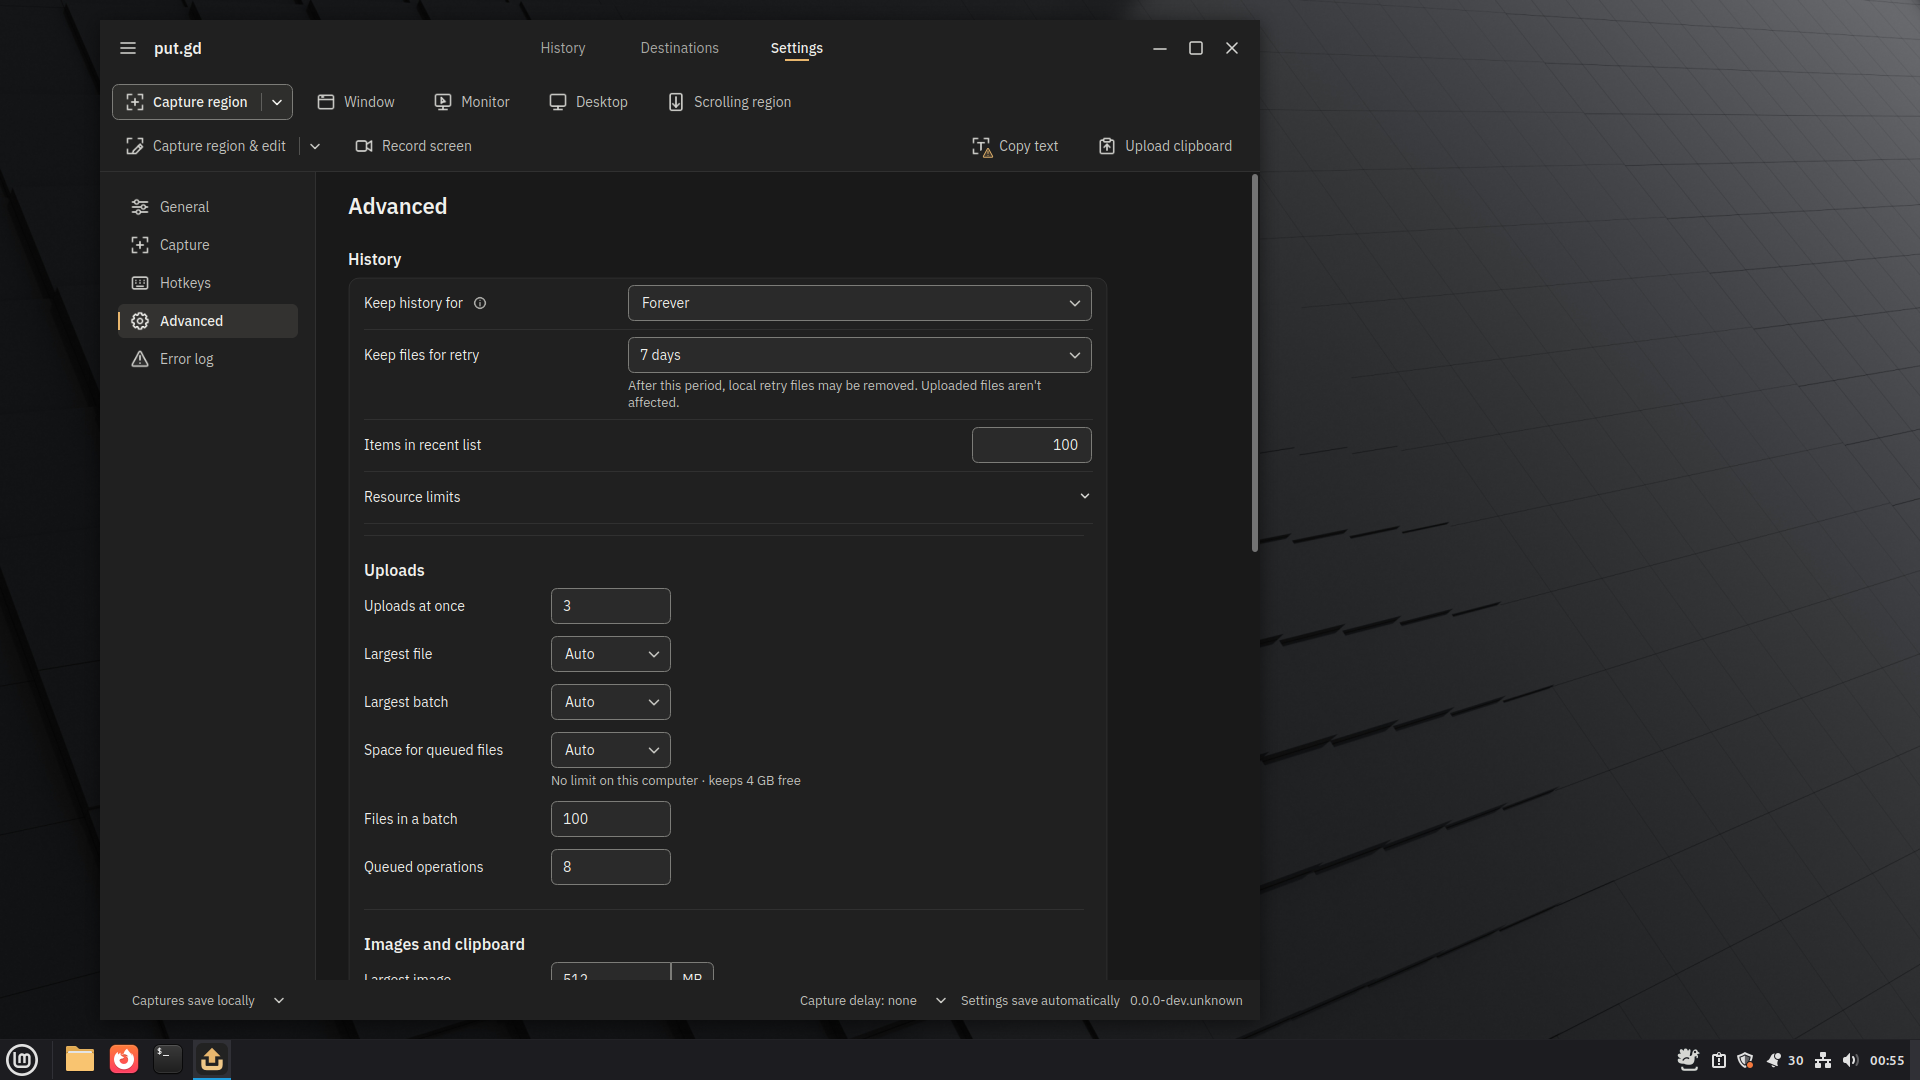 put.gd
History
Destinations
Settings
Capture region
Window
Monitor
Desktop
Scrolling region
Capture region & edit
Record screen
Copy text
Upload clipboard
General
Capture
Hotkeys
Advanced
Error log
Advanced
History
Keep history for
Forever
Keep files for retry
7 days
After this period, local retry files may be removed. Uploaded files aren't
affected.
Items in recent list
100
Resource limits
Uploads
Uploads at once
3
Largest file
Auto
Largest batch
Auto
Space for queued files
Auto
No limit on this computer · keeps 4 GB free
Files in a batch
100
Queued operations
8
Images and clipboard
Largest image
512
MB
Captures save locally
Capture delay: none
Settings save automatically
0.0.0-dev.unknown
30
00:55